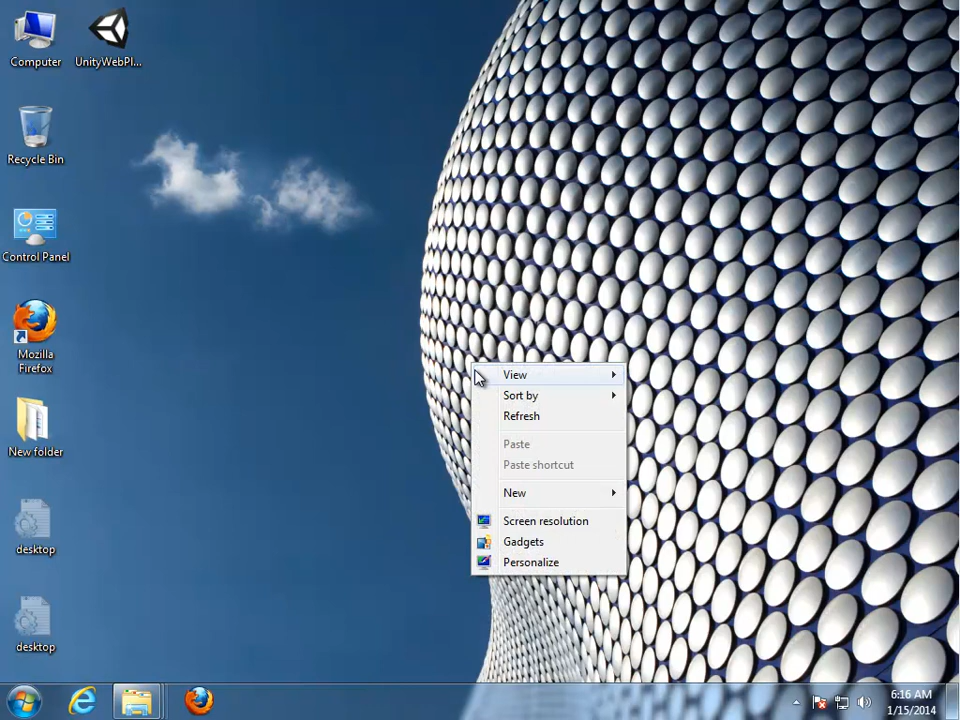 Computer
UnityWebPl...
Recycle Bin
Control Panel
Mozilla
Firefox
New folder
desktop
desktop
View
Sort by
Refresh
Paste
Paste shortcut
New
Screen resolution
Gadgets
Personalize
6:16 AM
1/15/2014